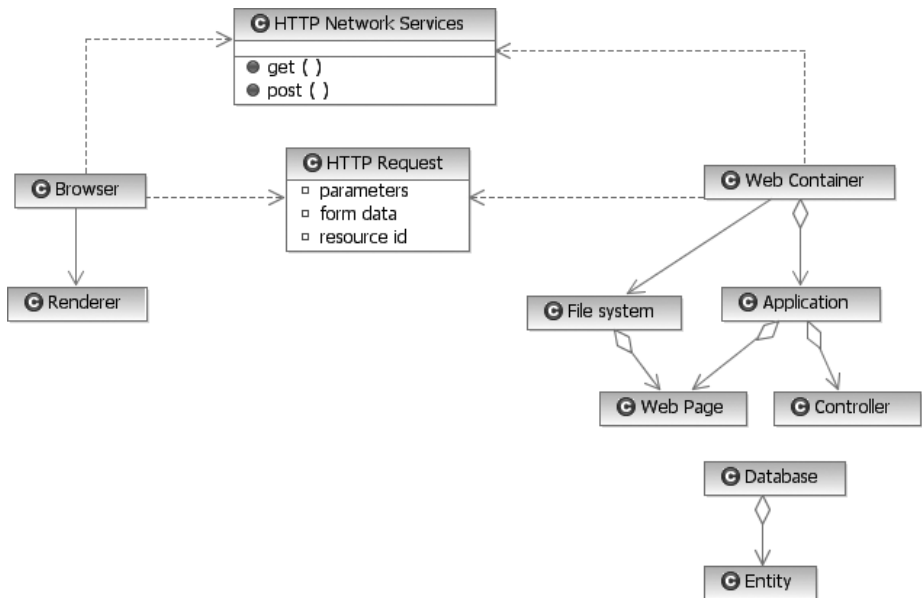 HTTP Network Services
get ( )
post ( )
HTTP Request
parameters
form data
resource id
Browser
Web Container
Renderer
File system
Application
Web Page
Controller
Database
Entity